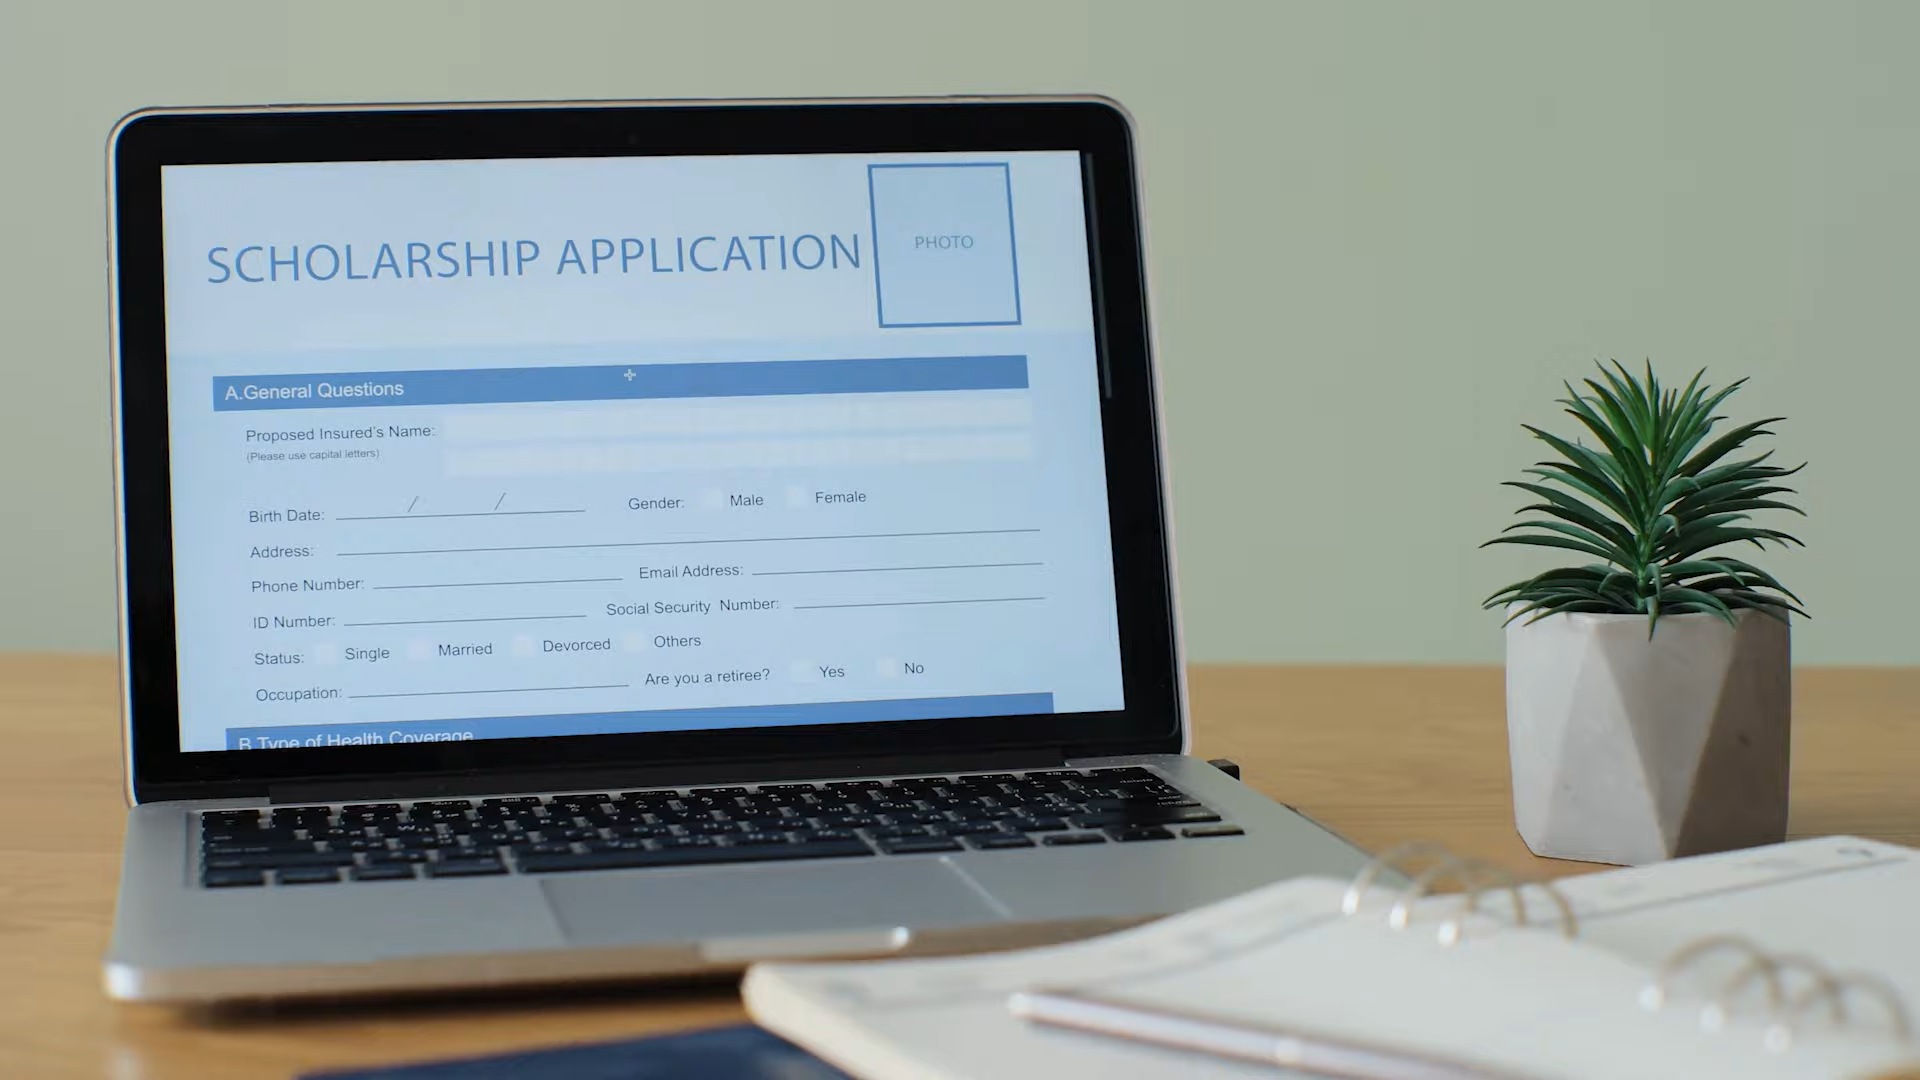 SCHOLARSHIP APPLICATION
PHOTO
A.General Questions
Proposed Insured's Name:
(Please use capital letters)
Birth Date: / / Gender: Male Female
Address:
Phone Number: Email Address:
ID Number: Social Security Number:
Status: Single Married Devorced Others
Occupation: Are you a retiree? Yes No
B.Type of Health Coverage